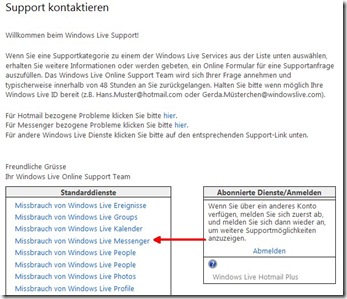 Support kontaktieren
Willkommen beim Windows Live Support!
Wenn Sie eine Supportkategorie zu einem der Windows Live Services aus der Liste unten auswählen,
erhalten Sie weitere Informationen oder werden gebeten, ein Online Formular für eine Supportanfrage
auszufüllen. Das Windows Live Online Support Team wird sich Ihrer Frage annehmen und
typischerweise innerhalb von 48 Stunden an Sie zurückgelangen. Halten Sie bitte wenn möglich Ihre
Windows Live ID bereit (z.B. Hans.Muster@hotmail.com oder Gerda.Müsterchen@windowslive.com).
Für Hotmail bezogene Probleme klicken Sie bitte hier.
Für Messenger bezogene Probleme klicken Sie bitte hier.
Für andere Windows Live Dienste klicken Sie bitte auf den entsprechenden Support-Link unten.
Freundliche Grüsse
Ihr Windows Live Online Support Team
Standarddienste
Missbrauch von Windows Live Ereignisse
Missbrauch von Windows Live Groups
Missbrauch von Windows Live Kalender
Missbrauch von Windows Live Messenger
Missbrauch von Windows Live People
Missbrauch von Windows Live People
Missbrauch von Windows Live Photos
Missbrauch von Windows Live Profile
Abonnierte Dienste/Anmelden
Wenn Sie über ein anderes Konto
verfügen, melden Sie sich zuerst ab,
und melden Sie sich dann wieder an,
um weitere Supportmöglichkeiten
anzuzeigen.
Abmelden
Windows Live Hotmail Plus